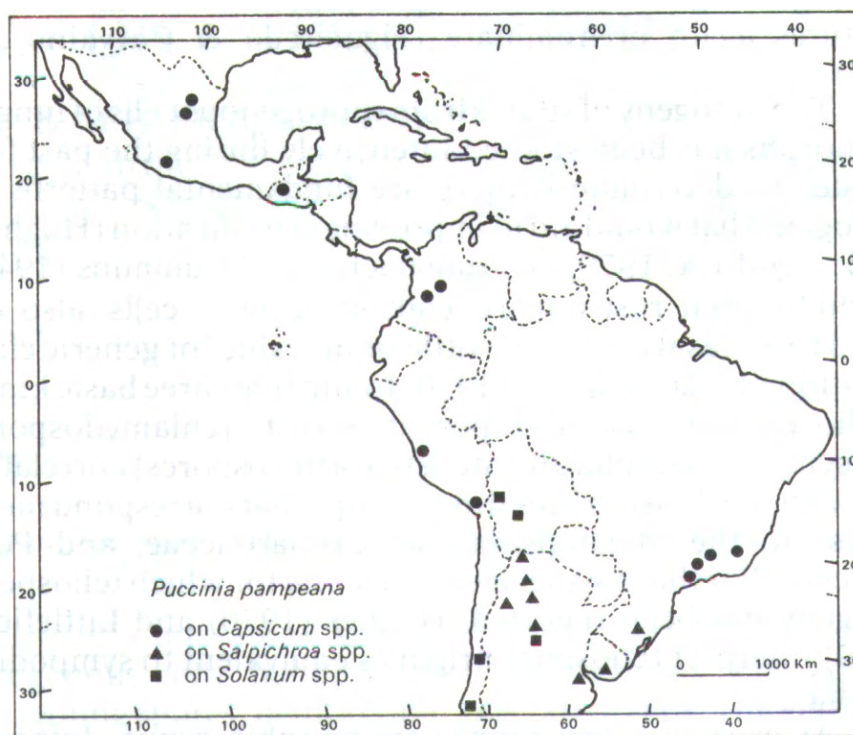 110 100 90 80 70 60 50 40 30
30 30
20 20
10 10
0 0
10 10
20 20
30 30
Puccinia pampeana
● on Capsicum spp.
▲ on Salpichroa spp.
■ on Solanum spp.
0 1000 Km
110 100 90 80 70 60 50 40